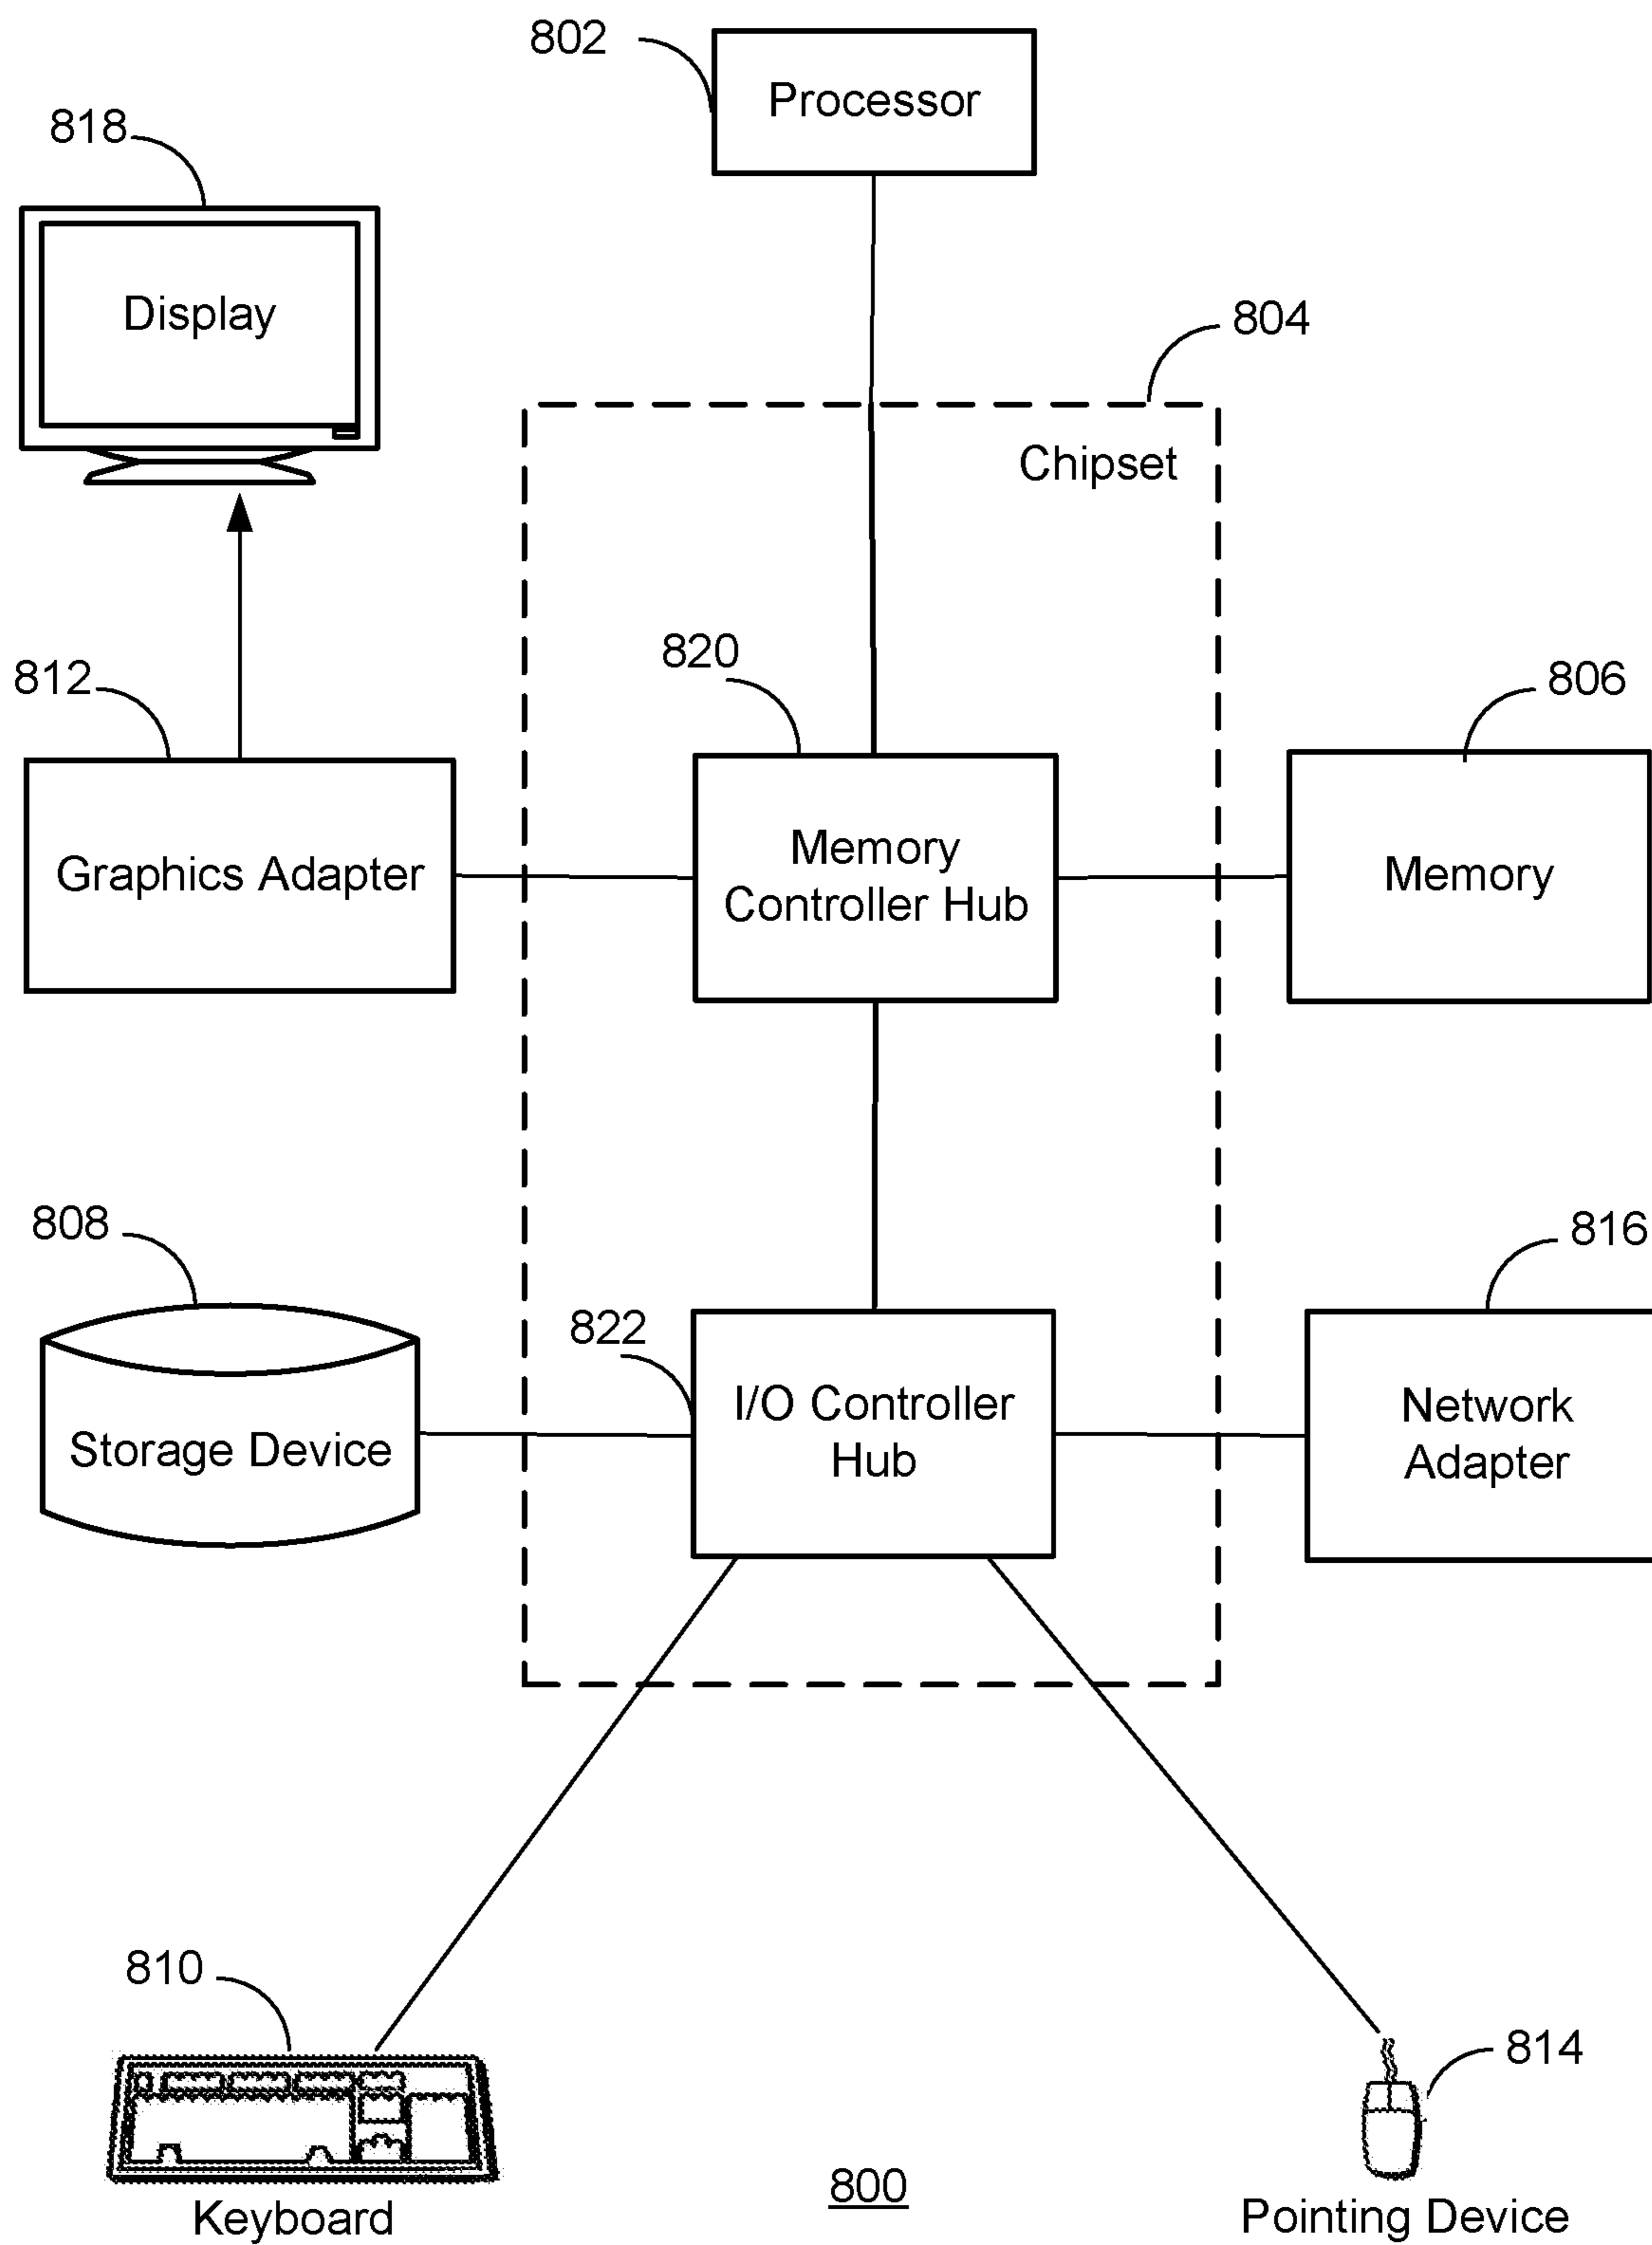 802
Processor
818
Display
804
Chipset
820
812
806
Graphics Adapter
Memory
Controller Hub
Memory
808
816
822
Storage Device
I/O Controller
Hub
Network
Adapter
810
814
Keyboard
800
Pointing Device